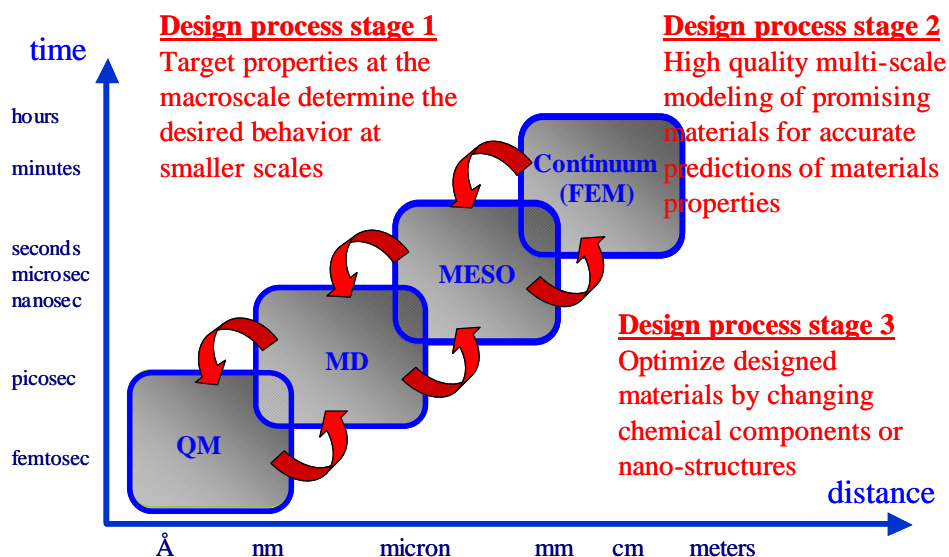 Design process stage 1
Target properties at the
macroscale determine the
desired behavior at
smaller scales
Design process stage 2
High quality multi-scale
modeling of promising
materials for accurate
predictions of materials
properties
time
hours
minutes
seconds
microsec
nanosec
picosec
femtosec
Continuum
(FEM)
MESO
MD
QM
Design process stage 3
Optimize designed
materials by changing
chemical components or
nano-structures
distance
Å nm micron mm cm meters